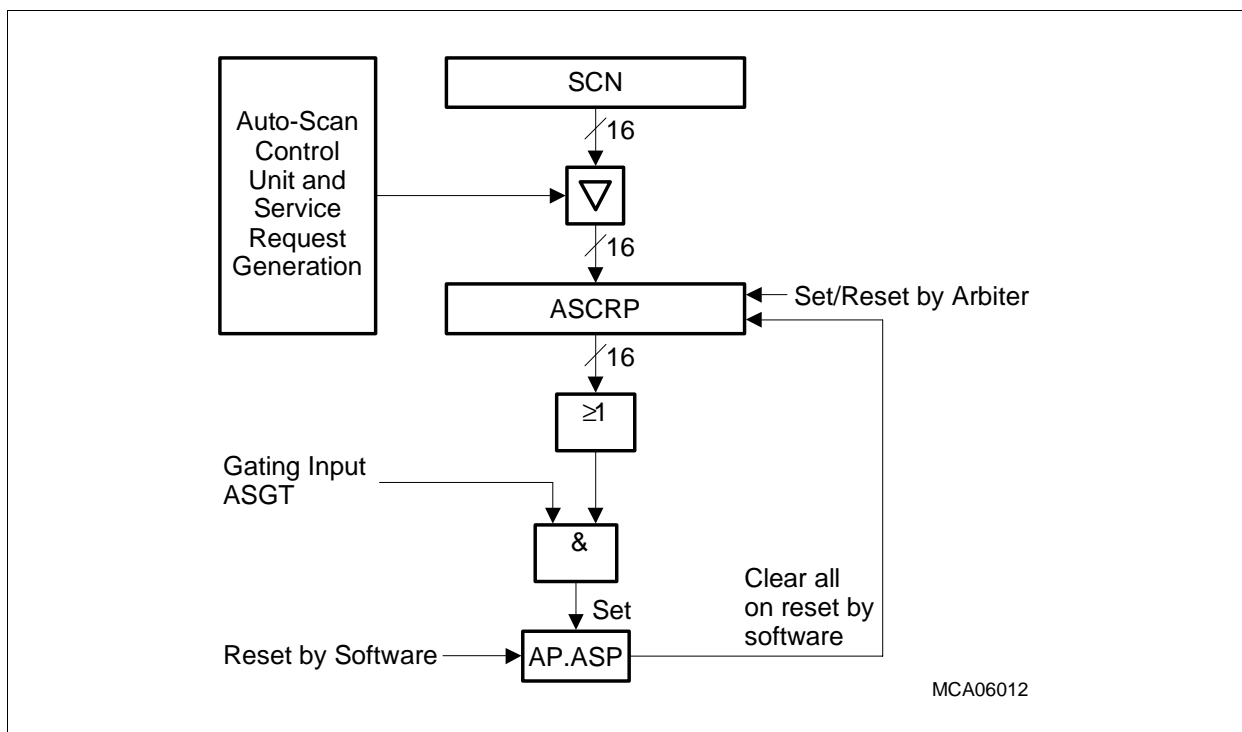 SCN
16
Auto-Scan
Control
Unit and
Service
Request
Generation
16
ASCRP
Set/Reset by Arbiter
16
≥1
Gating Input
ASGT
&
Set
Clear all
on reset by
software
Reset by Software
AP.ASP
MCA06012